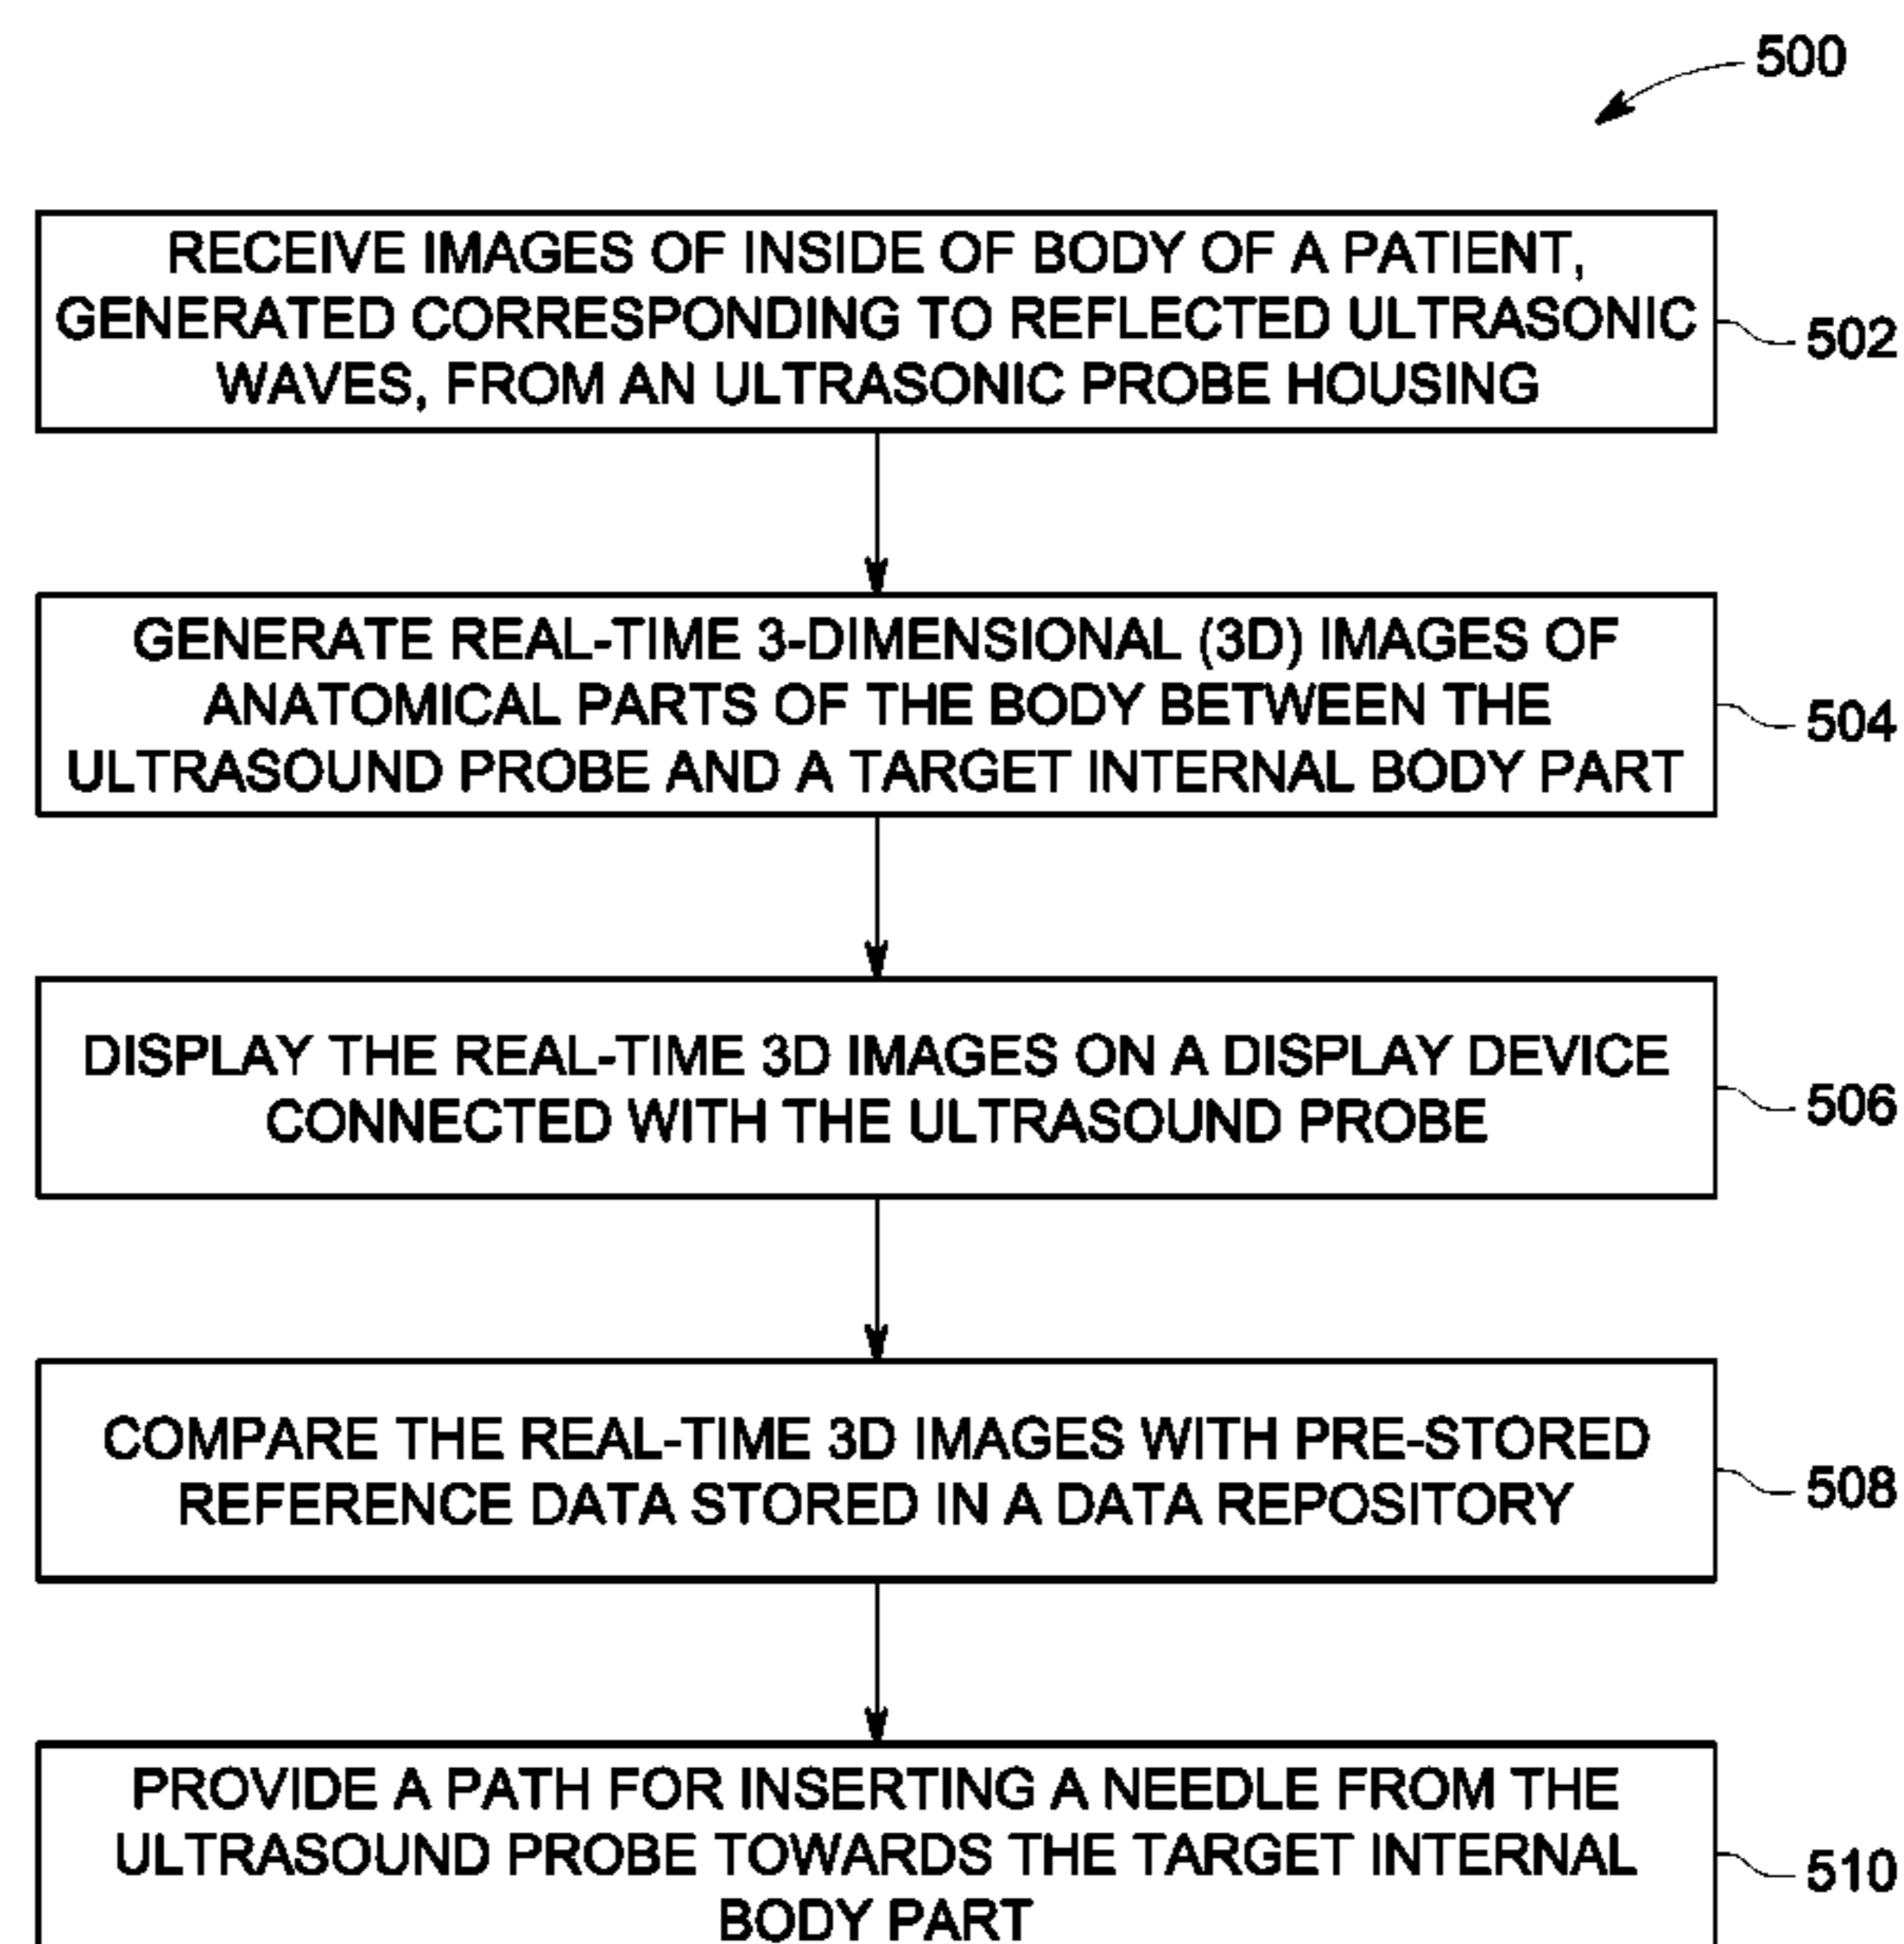 500
RECEIVE IMAGES OF INSIDE OF BODY OF A PATIENT,
GENERATED CORRESPONDING TO REFLECTED ULTRASONIC
WAVES, FROM AN ULTRASONIC PROBE HOUSING
502
GENERATE REAL-TIME 3-DIMENSIONAL (3D) IMAGES OF
ANATOMICAL PARTS OF THE BODY BETWEEN THE
ULTRASOUND PROBE AND A TARGET INTERNAL BODY PART
504
DISPLAY THE REAL-TIME 3D IMAGES ON A DISPLAY DEVICE
CONNECTED WITH THE ULTRASOUND PROBE
506
COMPARE THE REAL-TIME 3D IMAGES WITH PRE-STORED
REFERENCE DATA STORED IN A DATA REPOSITORY
508
PROVIDE A PATH FOR INSERTING A NEEDLE FROM THE
ULTRASOUND PROBE TOWARDS THE TARGET INTERNAL
BODY PART
510